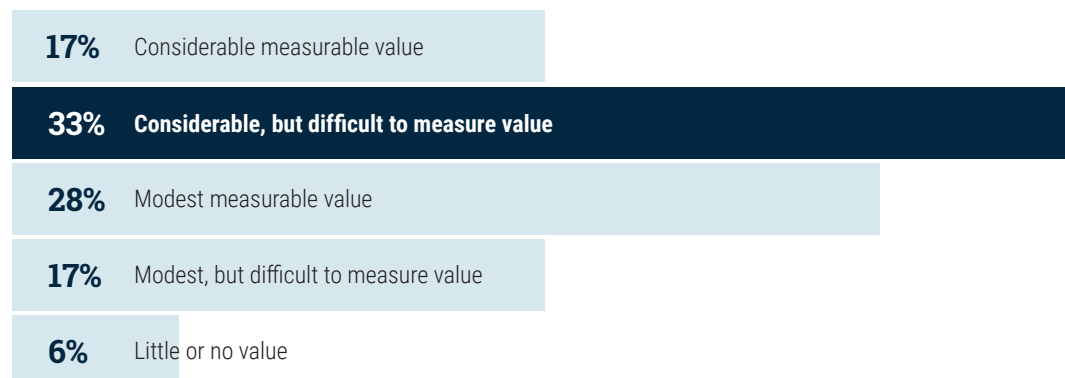 17% Considerable measurable value
33% Considerable, but difficult to measure value
28% Modest measurable value
17% Modest, but difficult to measure value
6% Little or no value